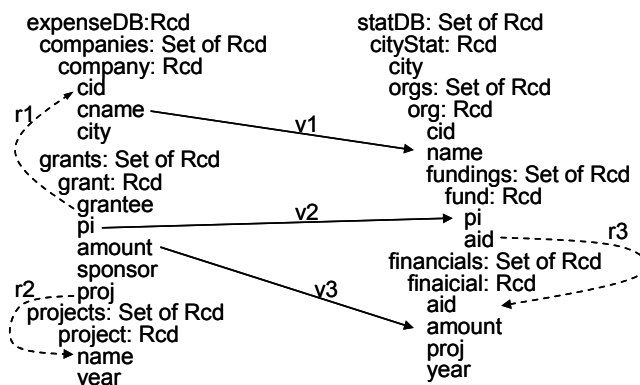 expenseDB:Rcd
companies: Set of Rcd
company: Rcd
cid
cname
city
grants: Set of Rcd
grant: Rcd
grantee
pi
amount
sponsor
proj
projects: Set of Rcd
project: Rcd
name
year
r1
r2
v1
v2
v3
statDB: Set of Rcd
cityStat: Rcd
city
orgs: Set of Rcd
org: Rcd
cid
name
fundings: Set of Rcd
fund: Rcd
pi
aid
financials: Set of Rcd
finaicial: Rcd
aid
amount
proj
year
r3